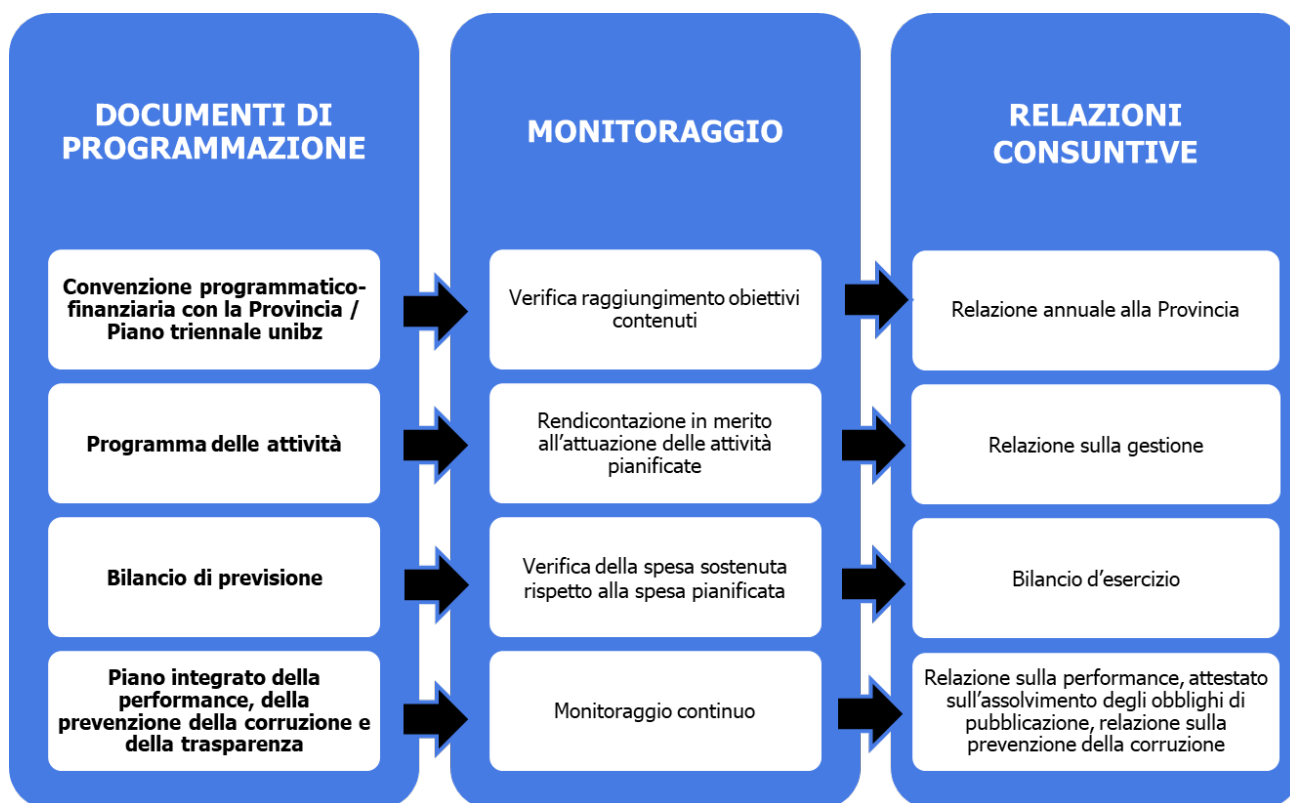 DOCUMENTI DI
PROGRAMMAZIONE
Convenzione programmatico-
finanziaria con la Provincia /
Piano triennale unibz
Programma delle attività
Bilancio di previsione
Piano integrato della
performance, della
prevenzione della corruzione e
della trasparenza
MONITORAGGIO
Verifica raggiungimento obiettivi
contenuti
Rendicontazione in merito
all'attuazione delle attività
pianificate
Verifica della spesa sostenuta
rispetto alla spesa pianificata
Monitoraggio continuo
RELAZIONI
CONSUNTIVE
Relazione annuale alla Provincia
Relazione sulla gestione
Bilancio d'esercizio
Relazione sulla performance, attestato
sull'assolvimento degli obblighi di
pubblicazione, relazione sulla
prevenzione della corruzione